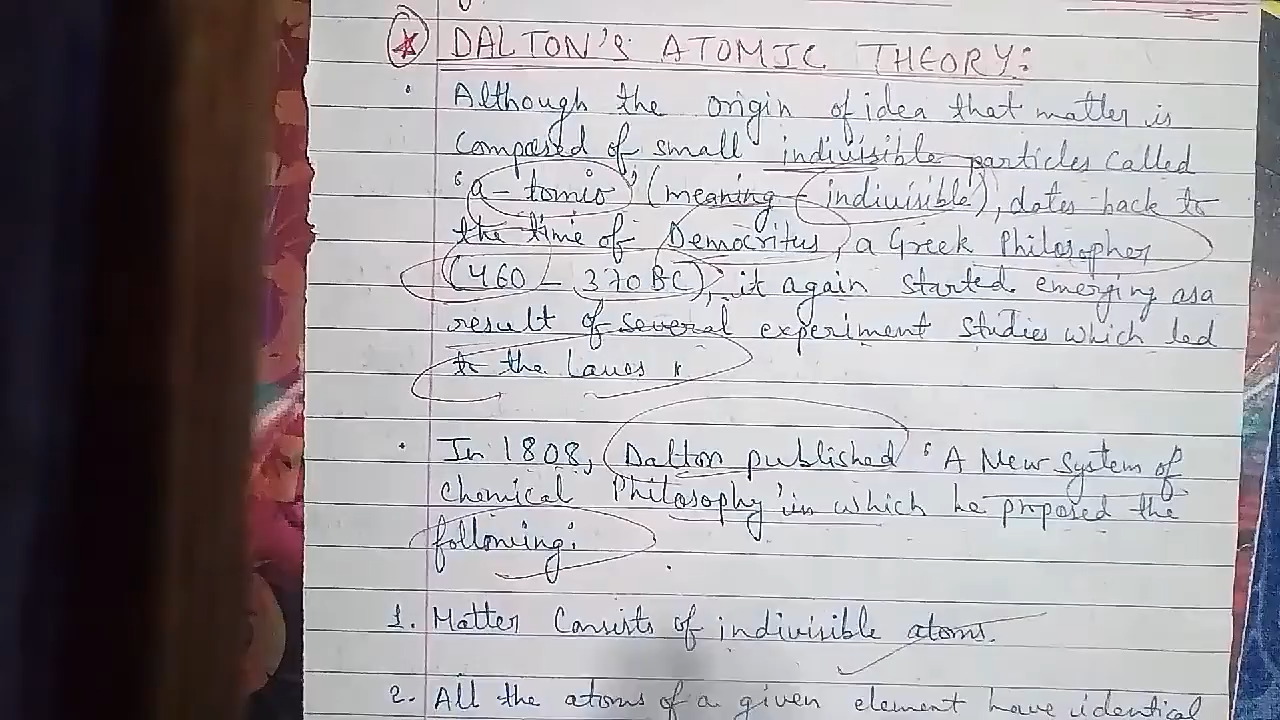 DALTON'S ATOMIC THEORY:
· Although the origin of idea that matter is
composed of small indivisible particles called
'a-tomio' (meaning - indivisible), dates back to
the time of Democritus, a Greek Philosopher
(460 - 370 BC), it again started emerging as a
result of several experiment studies which led
to the Laws.
· In 1808, Dalton published 'A New System of
chemical Philosophy' in which he proposed the
following:
1. Matter Consists of indivisible atoms.
2. All the atoms of a given element have identical